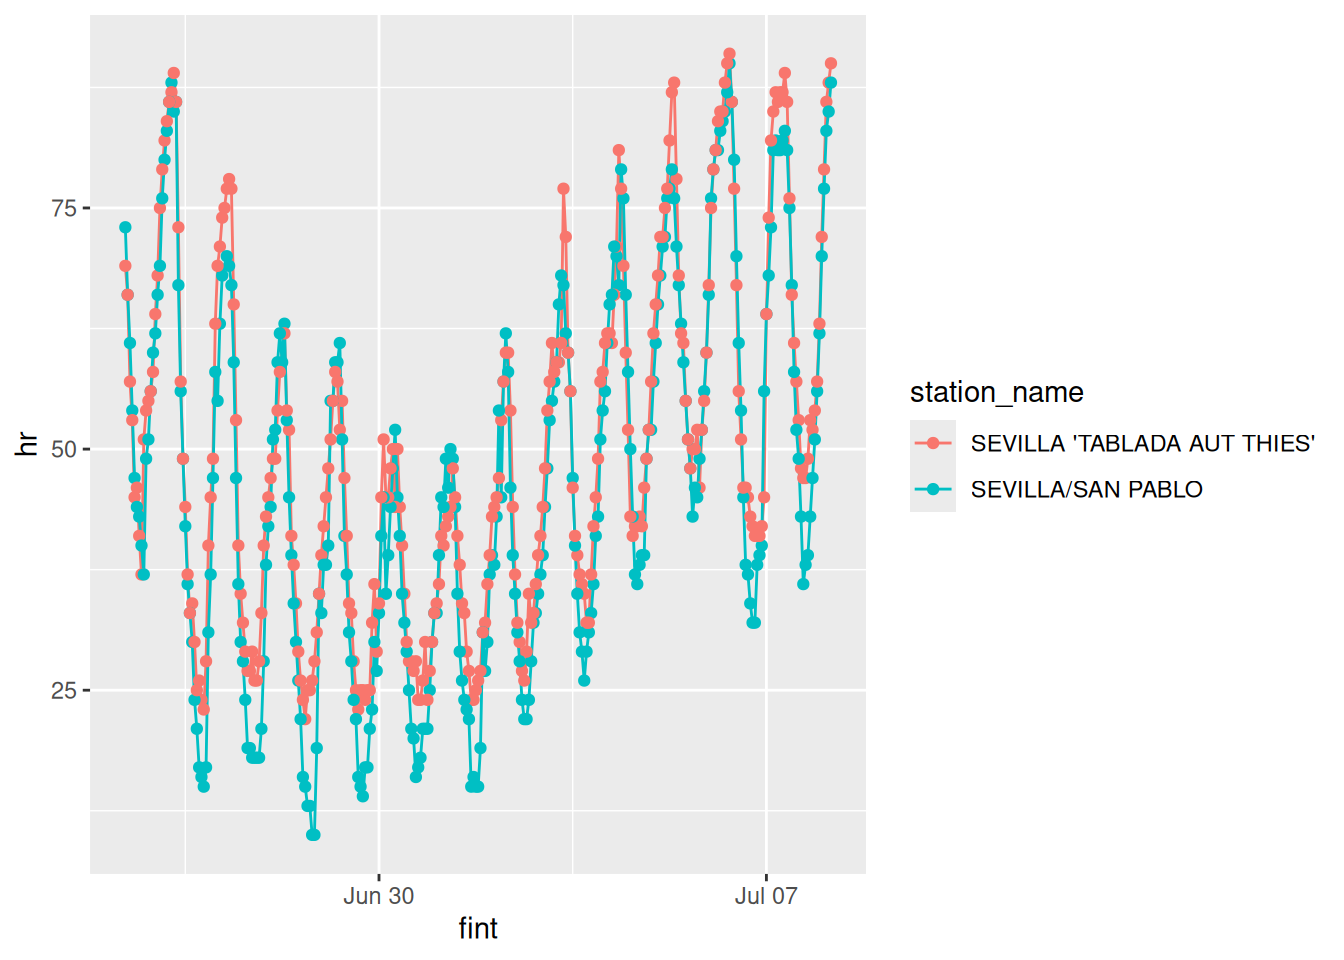 75
50
25
hr
Jun 30
Jul 07
fint
station_name
SEVILLA 'TABLADA AUT THIES'
SEVILLA/SAN PABLO